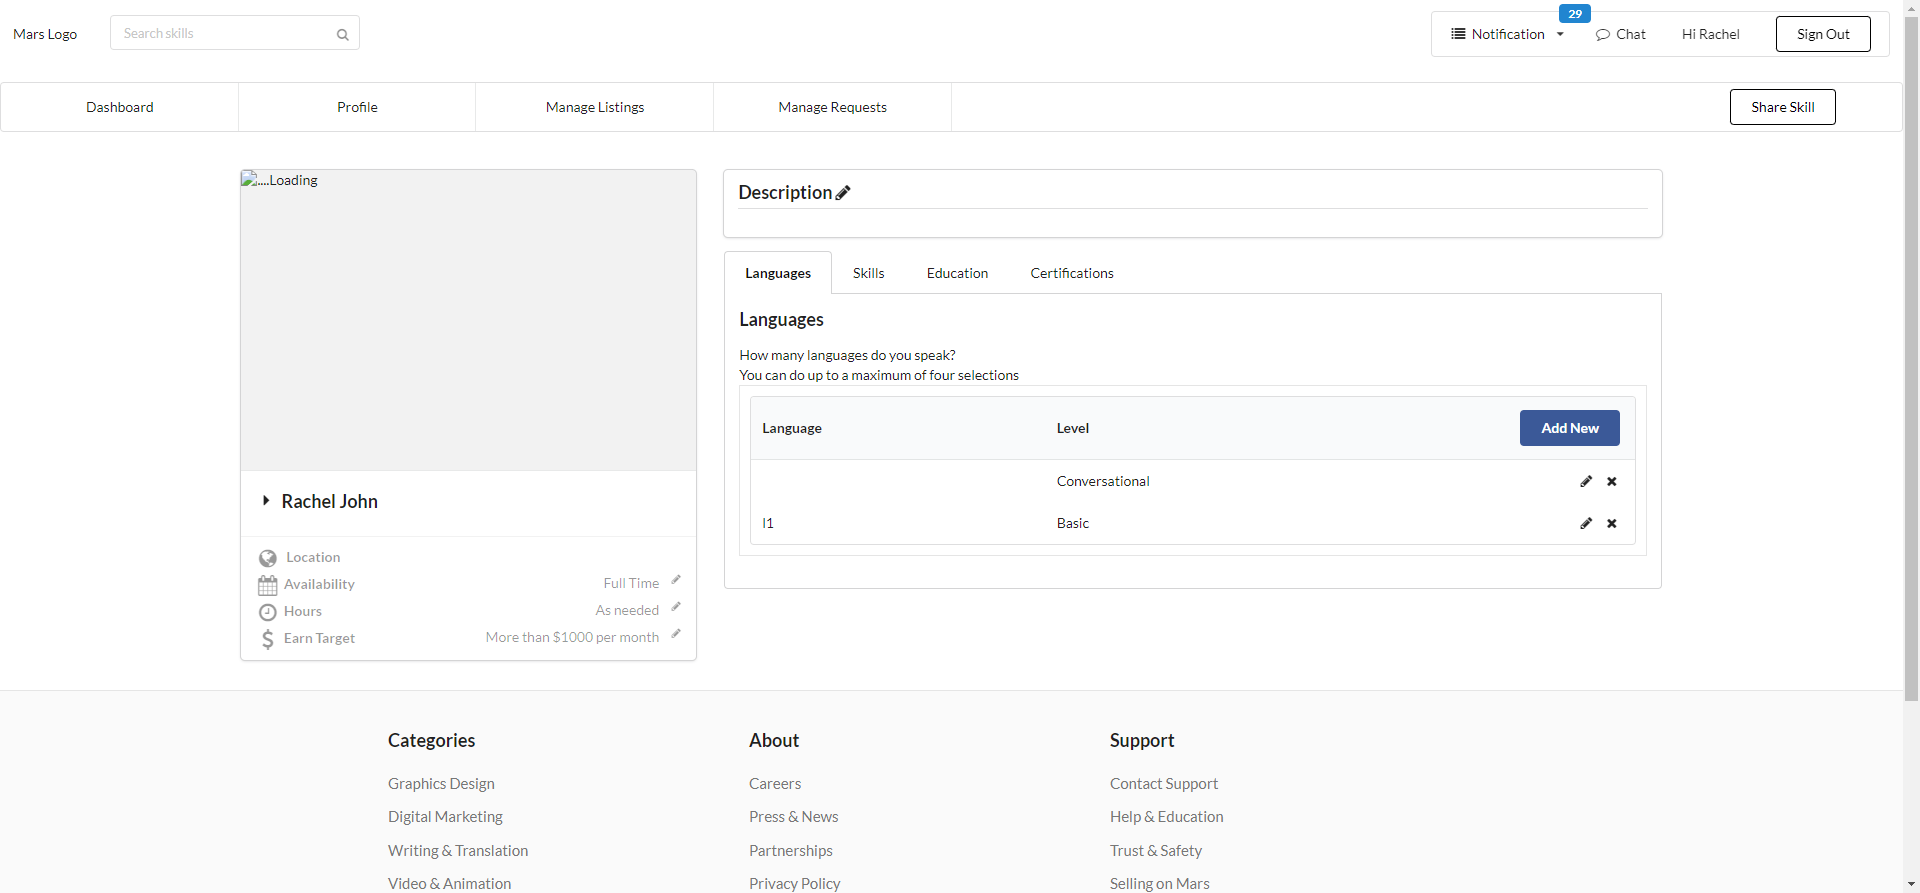 Mars Logo
Search skills
29
Notification
Chat
Hi Rachel
Sign Out
Dashboard
Profile
Manage Listings
Manage Requests
Share Skill
....Loading
Rachel John
Location
Availability
Full Time
Hours
As needed
Earn Target
More than $1000 per month
Description
Languages
Skills
Education
Certifications
Languages
How many languages do you speak?
You can do up to a maximum of four selections
Language
Level
Add New
Conversational
l1
Basic
Categories
Graphics Design
Digital Marketing
Writing & Translation
Video & Animation
About
Careers
Press & News
Partnerships
Privacy Policy
Support
Contact Support
Help & Education
Trust & Safety
Selling on Mars